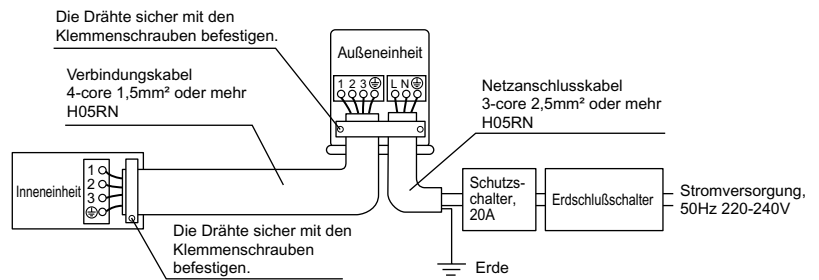 Die Drähte sicher mit den
Klemmenschrauben befestigen.
Außeneinheit
1 2 3
L N
Verbindungskabel
4-core 1,5mm² oder mehr
H05RN
Netzanschlusskabel
3-core 2,5mm² oder mehr
H05RN
Inneneinheit
1
2
3
Schutzs-
chalter,
20A
Erdschlußschalter
Stromversorgung,
50Hz 220-240V
Die Drähte sicher mit den
Klemmenschrauben
befestigen.
Erde